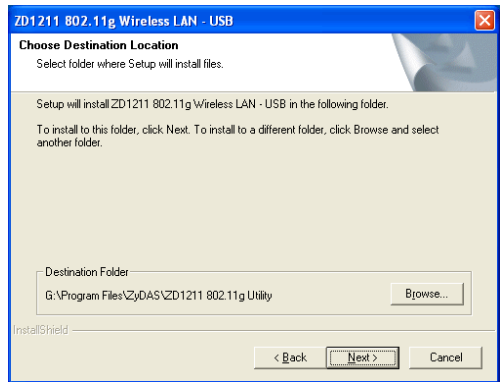 ZD1211 802.11g Wireless LAN - USB
Choose Destination Location
Select folder where Setup will install files.
Setup will install ZD1211 802.11g Wireless LAN - USB in the following folder.
To install to this folder, click Next. To install to a different folder, click Browse and select
another folder.
Destination Folder
G:\Program Files\ZyDAS\ZD1211 802.11g Utility
Browse...
InstallShield
< Back
Next >
Cancel